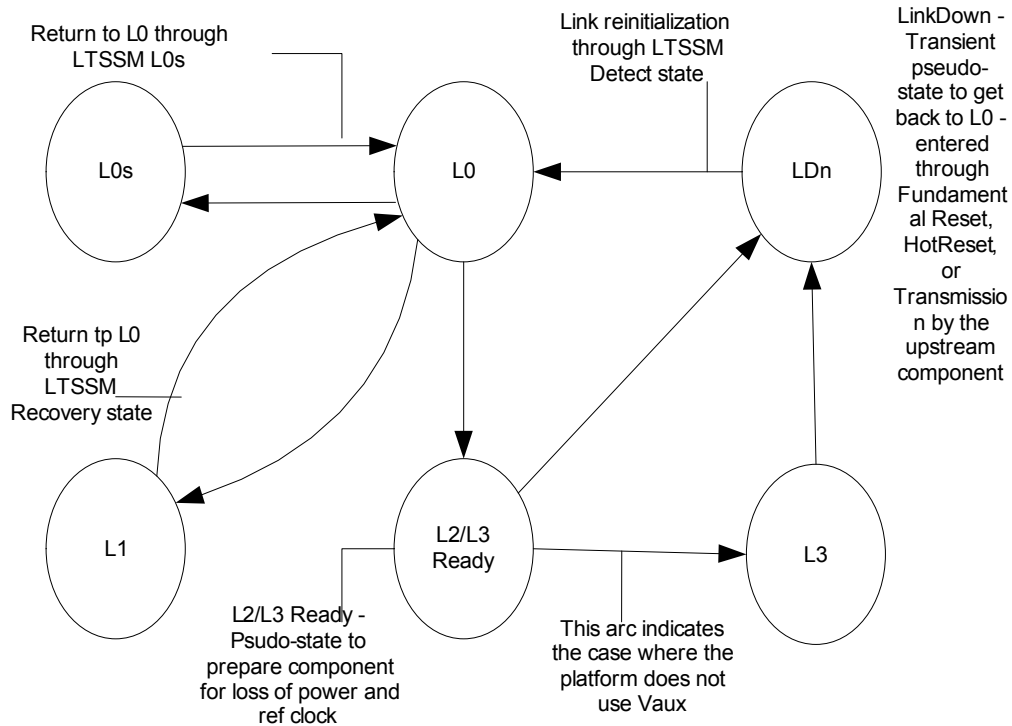 Return to L0 through
LTSSM L0s
Link reinitialization
through LTSSM
Detect state
LinkDown -
Transient
pseudo-
state to get
back to L0 -
entered
through
Fundament
al Reset,
HotReset,
or
Transmissio
n by the
upstream
component
L0s
L0
LDn
Return tp L0
through
LTSSM
Recovery state
L1
L2/L3
Ready
L3
L2/L3 Ready -
Psudo-state to
prepare component
for loss of power and
ref clock
This arc indicates
the case where the
platform does not
use Vaux